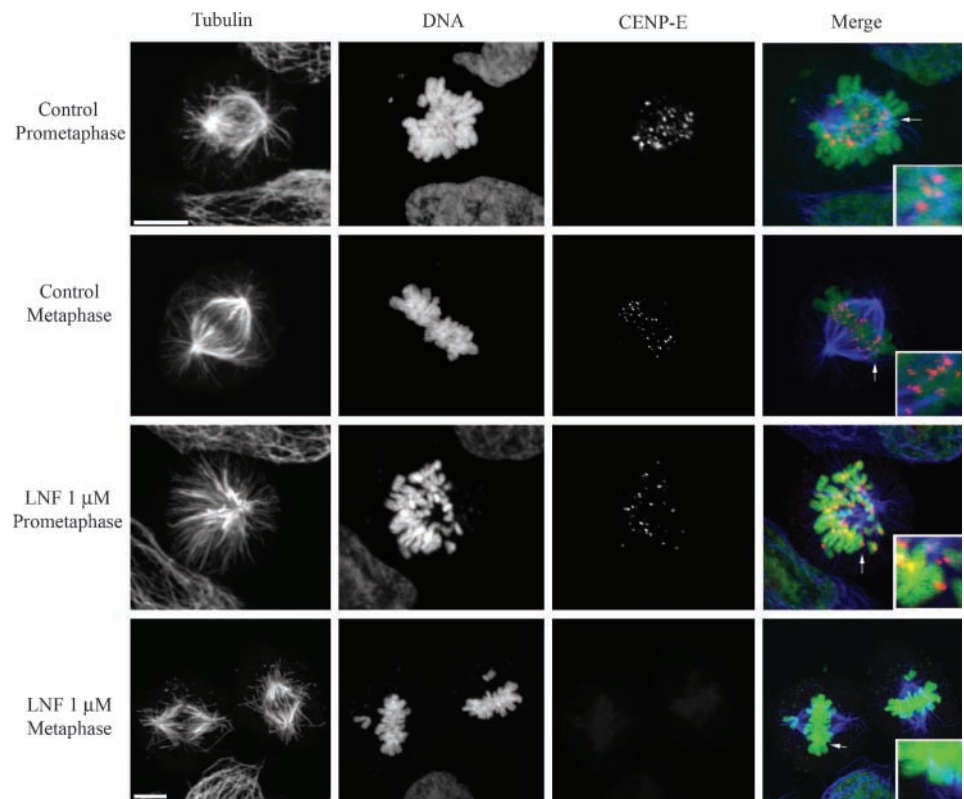 Tubulin DNA CENP-E Merge
Control
Prometaphase
Control
Metaphase
LNF 1 μM
Prometaphase
LNF 1 μM
Metaphase